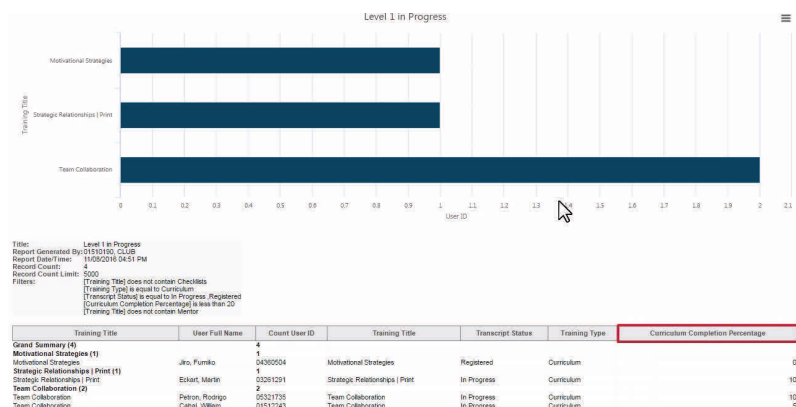 Level 1 in Progress
Training Title
Motivational Strategies
Strategic Relationships | Print
Team Collaboration
0 0.1 0.2 0.3 0.4 0.5 0.6 0.7 0.8 0.9 1 1.1 1.2 1.3 1.4 1.5 1.6 1.7 1.8 1.9 2 2.1
User ID
Title: Level 1 in Progress
Report Generated By: 01510190, CLUB
Report Date/Time: 11/08/2016 04:51 PM
Record Count: 4
Record Count Limit: 5000
Filters: [Training Title] does not contain Checklists
[Training Type] is equal to Curriculum
[Transcript Status] is equal to In Progress ,Registered
[Curriculum Completion Percentage] is less than 20
[Training Title] does not contain Mentor
Training Title User Full Name Count User ID Training Title Transcript Status Training Type Curriculum Completion Percentage
Grand Summary (4) 4
Motivational Strategies (1) 1
Motivational Strategies Jiro, Fumiko 04360504 Motivational Strategies Registered Curriculum 0
Strategic Relationships | Print (1) 1
Strategic Relationships | Print Eckert, Martin 03261291 Strategic Relationships | Print In Progress Curriculum 10
Team Collaboration (2) 2
Team Collaboration Petron, Rodrigo 05321735 Team Collaboration In Progress Curriculum 10
Team Collaboration Cabal, William 01512243 Team Collaboration In Progress Curriculum 5